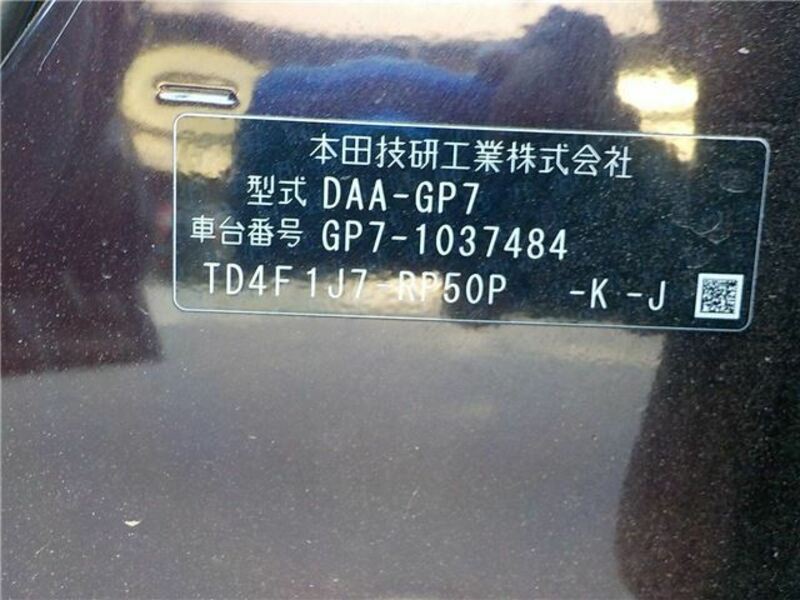 本田技研工業株式会社
型式 DAA-GP7
車台番号 GP7-1037484
TD4F1J7-RP50P -K -J